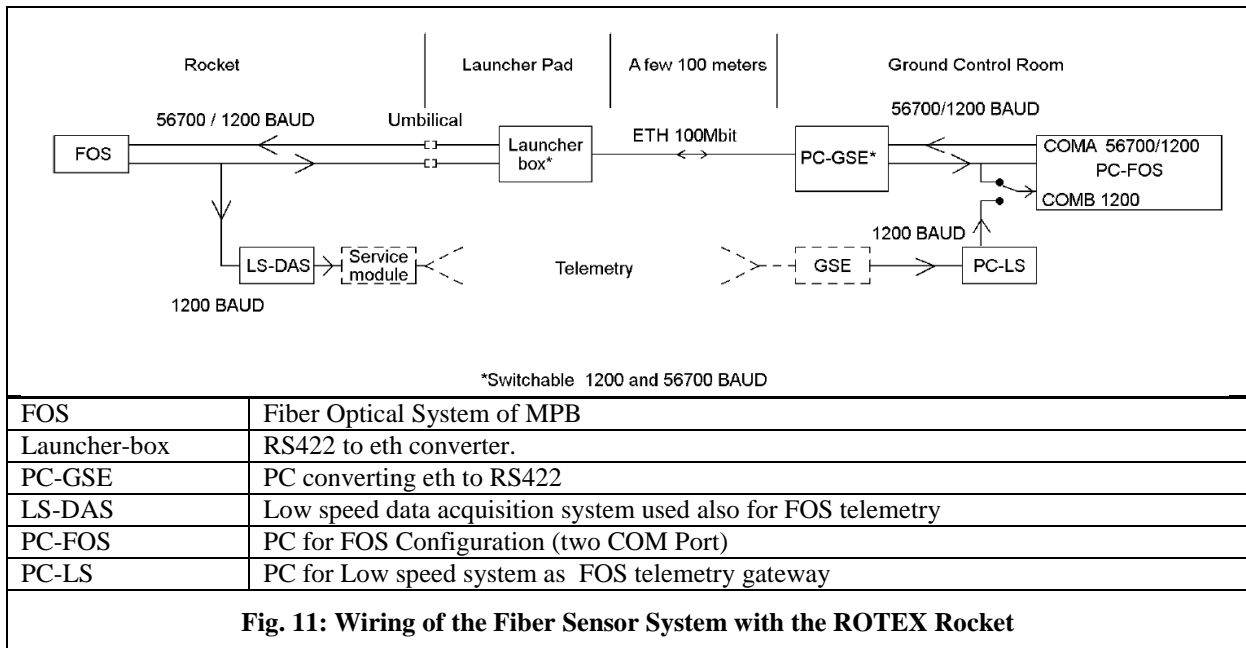 Rocket
Launcher Pad
A few 100 meters
Ground Control Room
56700 / 1200 BAUD
Umbilical
56700/1200
BAUD
FOS
Launcher
box*
ETH 100Mbit
PC-GSE*
COMA 56700/1200
PC-FOS
COMB 1200
1200 BAUD
LS-DAS
Service
module
Telemetry
GSE
PC-LS
1200 BAUD
*Switchable 1200 and 56700 BAUD
FOS Fiber Optical System of MPB
Launcher-box RS422 to eth converter.
PC-GSE PC converting eth to RS422
LS-DAS Low speed data acquisition system used also for FOS telemetry
PC-FOS PC for FOS Configuration (two COM Port)
PC-LS PC for Low speed system as FOS telemetry gateway
Fig. 11: Wiring of the Fiber Sensor System with the ROTEX Rocket